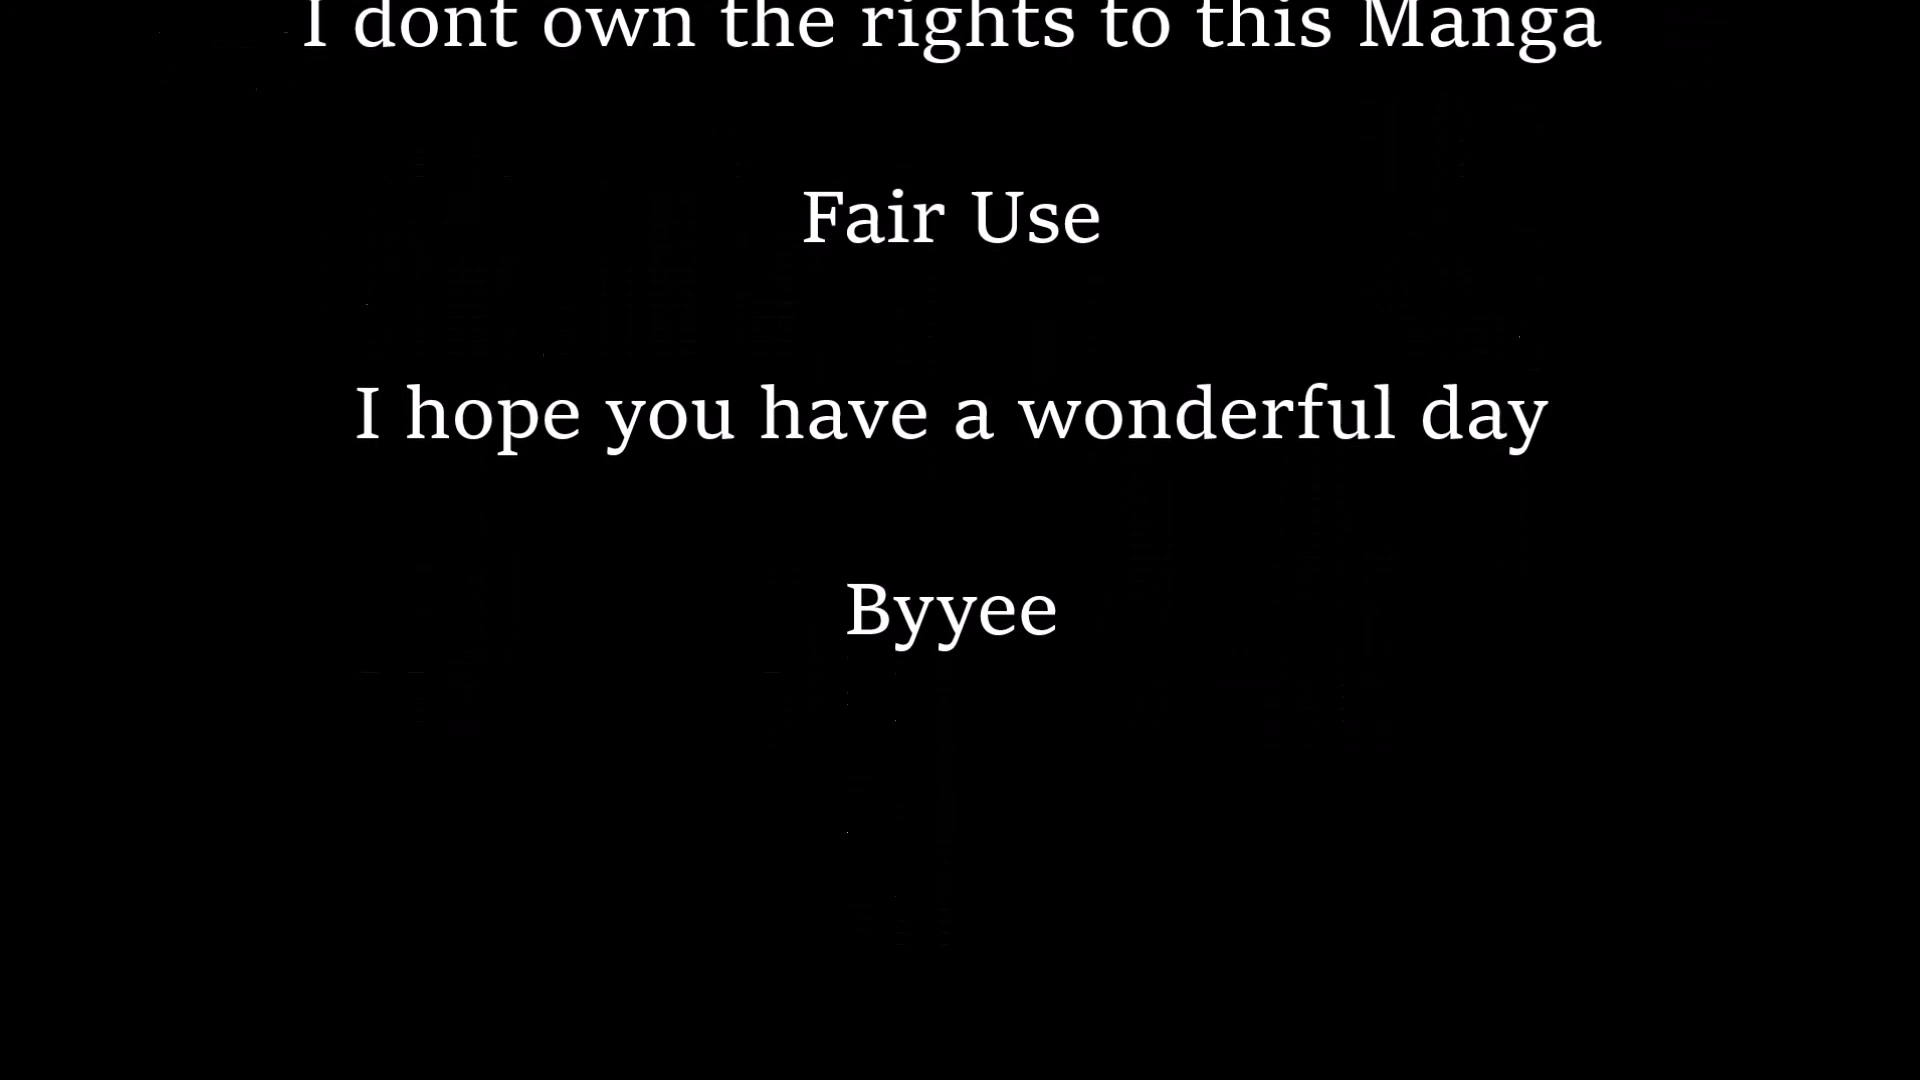 I dont own the rights to this Manga
Fair Use
I hope you have a wonderful day
Byyee